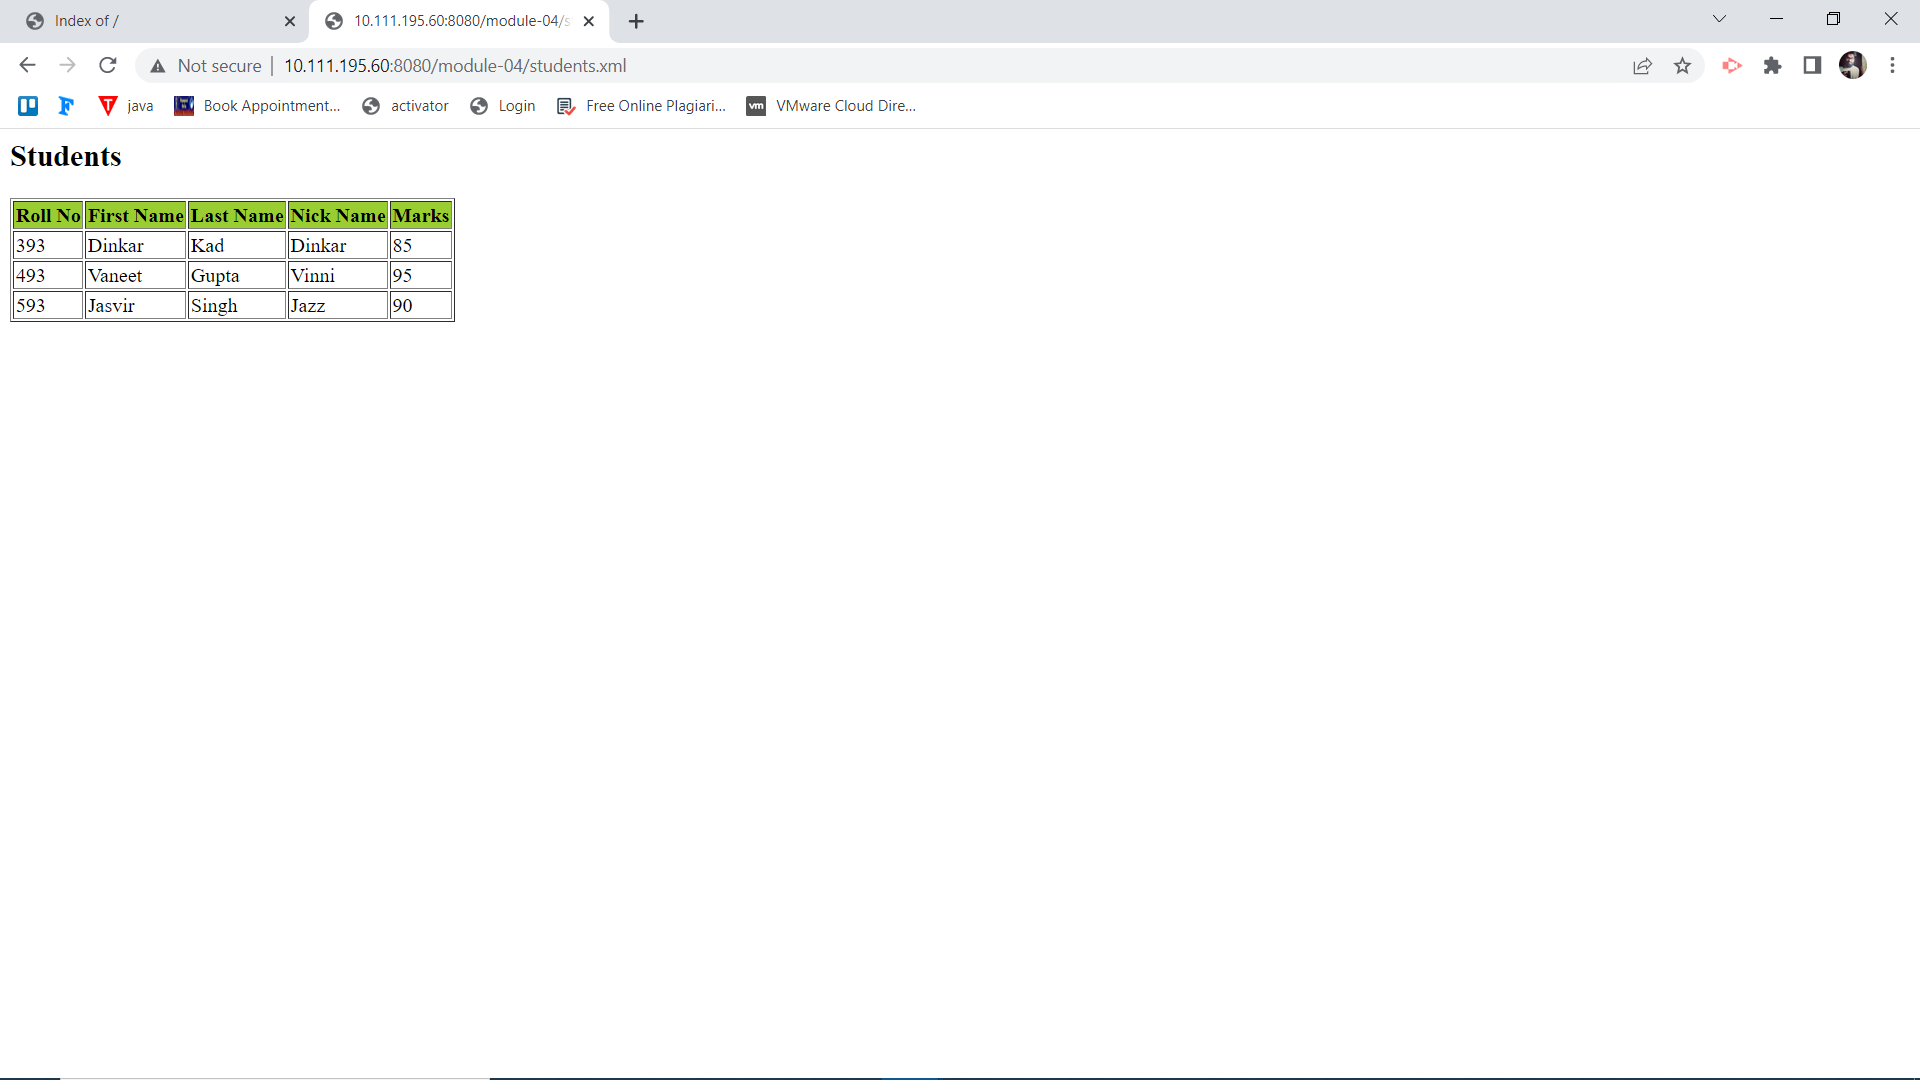 Index of /
10.111.195.60:8080/module-04/s
Not secure | 10.111.195.60:8080/module-04/students.xml
java Book Appointment... activator Login Free Online Plagiari... vm VMware Cloud Dire...
Students
Roll No First Name Last Name Nick Name Marks
393 Dinkar Kad Dinkar 85
493 Vaneet Gupta Vinni 95
593 Jasvir Singh Jazz 90